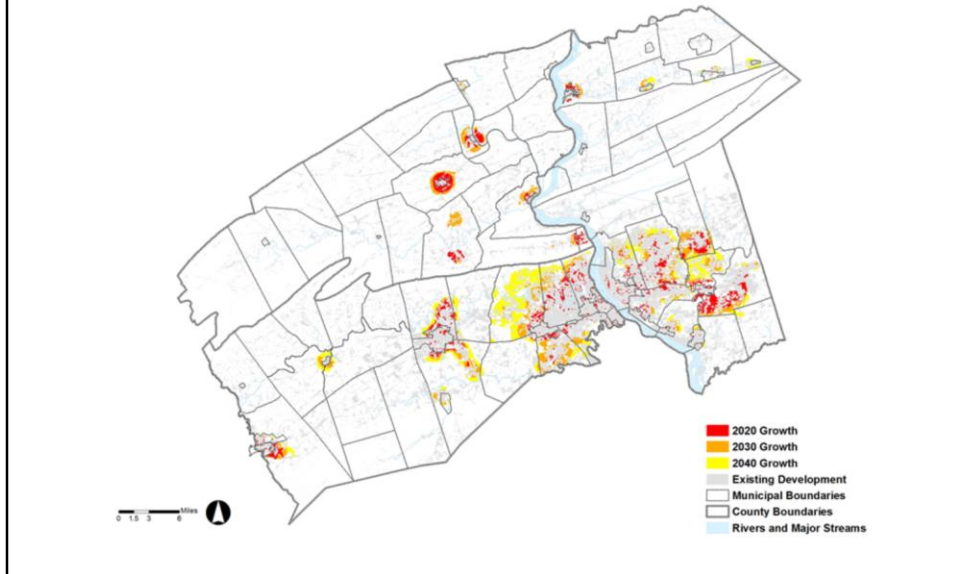 2020 Growth
2030 Growth
2040 Growth
Existing Development
Municipal Boundaries
County Boundaries
Rivers and Major Streams
Miles
0 1.5 3 6